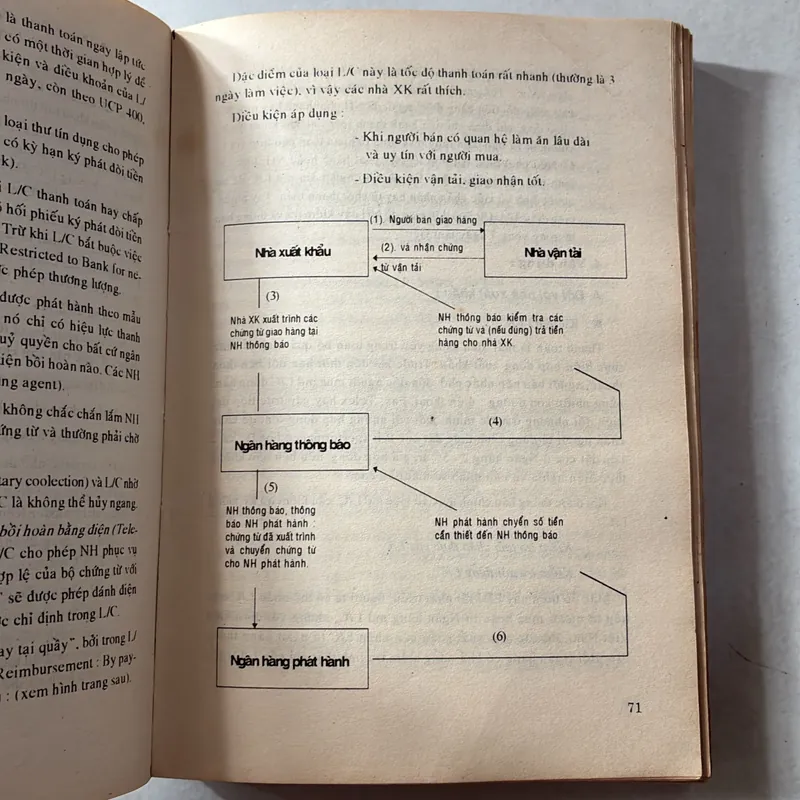 là thanh toán ngay lập tức
có một thời gian hợp lý để
kiện và điều khoản của L/
ngày, còn theo UCP 400,
loại thư tín dụng cho phép
có kỳ hạn ký phát đòi tiền
k).
L/C thanh toán hay chấp
hối phiếu ký phát đòi tiền
Trừ khi L/C bắt buộc việc
Restricted to Bank for ne-
phép thương lượng.
được phát hành theo mẫu
nó chỉ có hiệu lực thanh
uỷ quyền cho bất cứ ngân
kiện bồi hoàn nào. Các NH
ng agent).
không chắc chắn lắm NH
ứng từ và thường phải chờ
tary coolection) và L/C nhờ
C là không thể hủy ngang.
bồi hoàn bằng điện (Tele-
/C cho phép NH phục vụ
ợp lệ của bộ chứng từ với
" sẽ được phép đánh điện
chỉ định trong L/C.
ay tại quầy", bởi trong L/
Reimbursement : By pay-
: (xem hình trang sau).
Đặc điểm của loại L/C này là tốc độ thanh toán rất nhanh (thường là 3
ngày làm việc), vì vậy các nhà XK rất thích.
Điều kiện áp dụng :
- Khi người bán có quan hệ làm ăn lâu dài
và uy tín với người mua.
- Điều kiện vận tải, giao nhận tốt.
(1). Người bán giao hàng
Nhà xuất khẩu
(2). và nhận chứng
từ vận tải
Nhà vận tải
(3)
Nhà XK xuất trình các
chứng từ giao hàng tại
NH thông báo
NH thông báo kiểm tra các
chứng từ và (nếu đúng) trả tiền
hàng cho nhà XK.
(4)
Ngân hàng thông báo
(5)
NH thông báo, thông
báo NH phát hành :
chứng từ đã xuất trình
và chuyển chứng từ
cho NH phát hành.
NH phát hành chyển số tiền
cần thiết đến NH thông báo
(6)
Ngân hàng phát hành
71